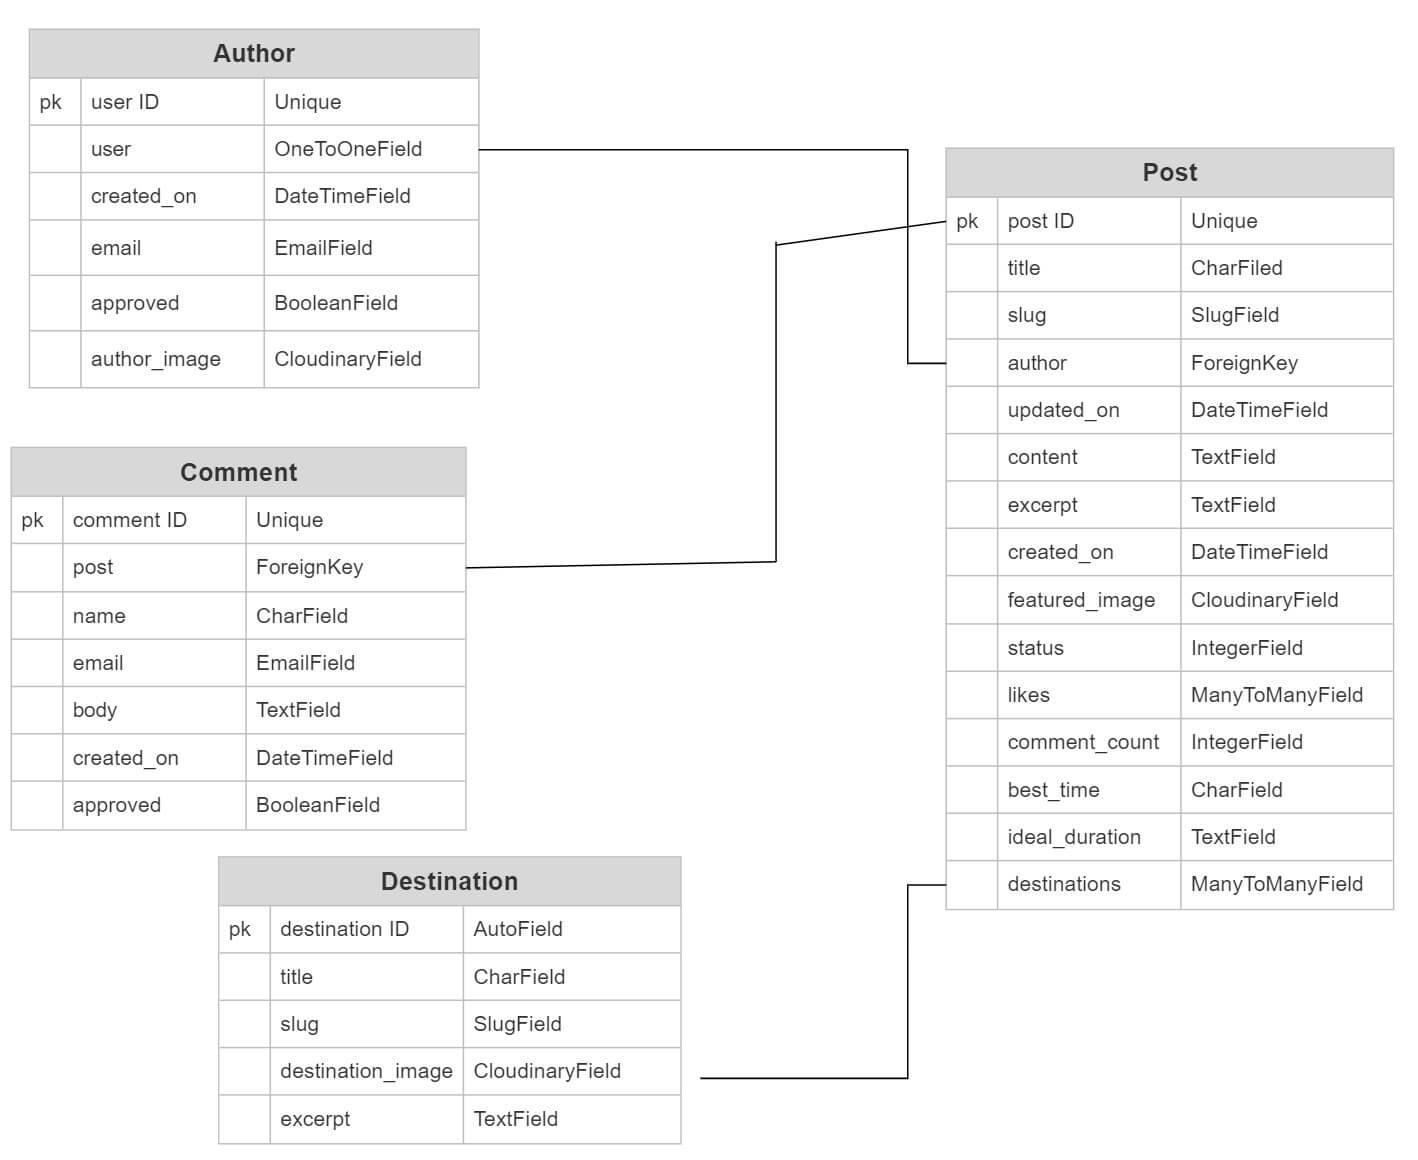 Author
pk user ID Unique
user OneToOneField
created_on DateTimeField
email EmailField
approved BooleanField
author_image CloudinaryField
Post
pk post ID Unique
title CharFiled
slug SlugField
author ForeignKey
updated_on DateTimeField
content TextField
excerpt TextField
created_on DateTimeField
featured_image CloudinaryField
status IntegerField
likes ManyToManyField
comment_count IntegerField
best_time CharField
ideal_duration TextField
destinations ManyToManyField
Comment
pk comment ID Unique
post ForeignKey
name CharField
email EmailField
body TextField
created_on DateTimeField
approved BooleanField
Destination
pk destination ID AutoField
title CharField
slug SlugField
destination_image CloudinaryField
excerpt TextField